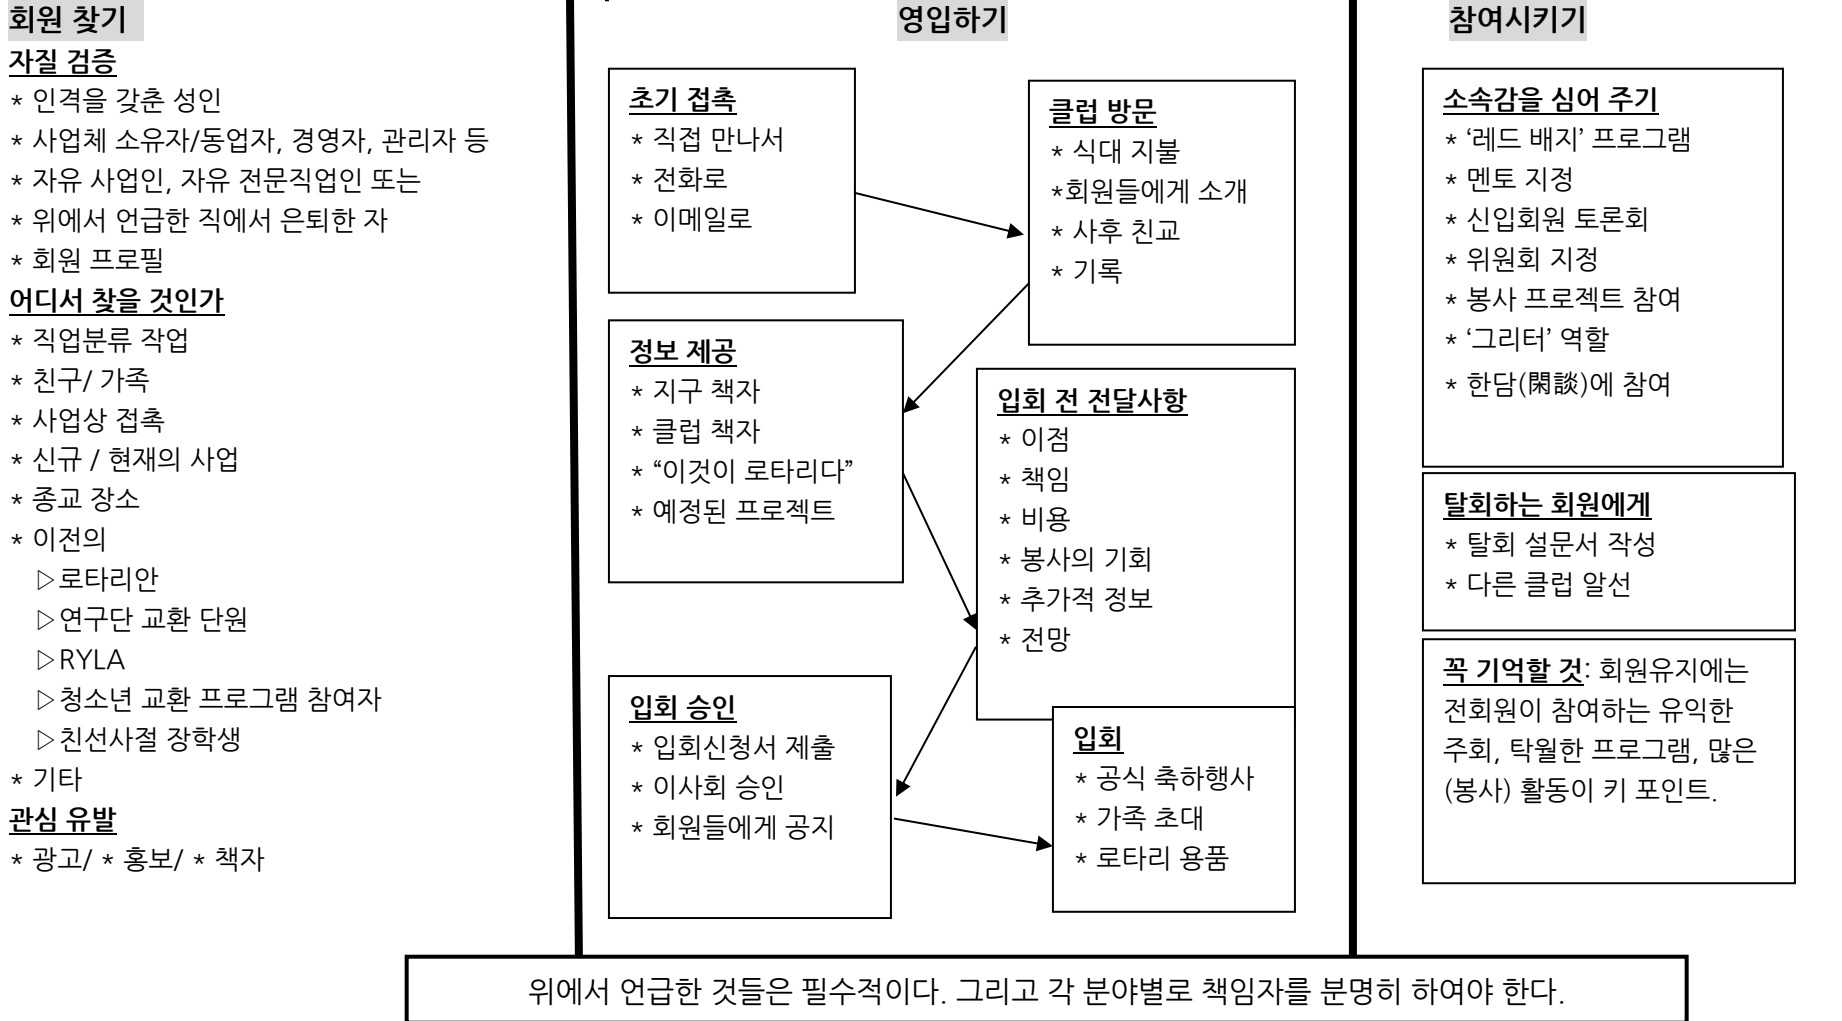 회원 찾기
자질 검증
* 인격을 갖춘 성인
* 사업체 소유자/동업자, 경영자, 관리자 등
* 자유 사업인, 자유 전문직업인 또는
* 위에서 언급한 직에서 은퇴한 자
* 회원 프로필
어디서 찾을 것인가
* 직업분류 작업
* 친구/ 가족
* 사업상 접촉
* 신규 / 현재의 사업
* 종교 장소
* 이전의
▷로타리안
▷연구단 교환 단원
▷RYLA
▷청소년 교환 프로그램 참여자
▷친선사절 장학생
* 기타
관심 유발
* 광고/ * 홍보/ * 책자
영입하기
초기 접촉
* 직접 만나서
* 전화로
* 이메일로
클럽 방문
* 식대 지불
*회원들에게 소개
* 사후 친교
* 기록
정보 제공
* 지구 책자
* 클럽 책자
* “이것이 로타리다”
* 예정된 프로젝트
입회 전 전달사항
* 이점
* 책임
* 비용
* 봉사의 기회
* 추가적 정보
* 전망
입회 승인
* 입회신청서 제출
* 이사회 승인
* 회원들에게 공지
입회
* 공식 축하행사
* 가족 초대
* 로타리 용품
참여시키기
소속감을 심어 주기
* ‘레드 배지’ 프로그램
* 멘토 지정
* 신입회원 토론회
* 위원회 지정
* 봉사 프로젝트 참여
* ‘그리터’ 역할
* 한담(閑談)에 참여
탈회하는 회원에게
* 탈회 설문서 작성
* 다른 클럽 알선
꼭 기억할 것: 회원유지에는
전회원이 참여하는 유익한
주회, 탁월한 프로그램, 많은
(봉사) 활동이 키 포인트.
위에서 언급한 것들은 필수적이다. 그리고 각 분야별로 책임자를 분명히 하여야 한다.